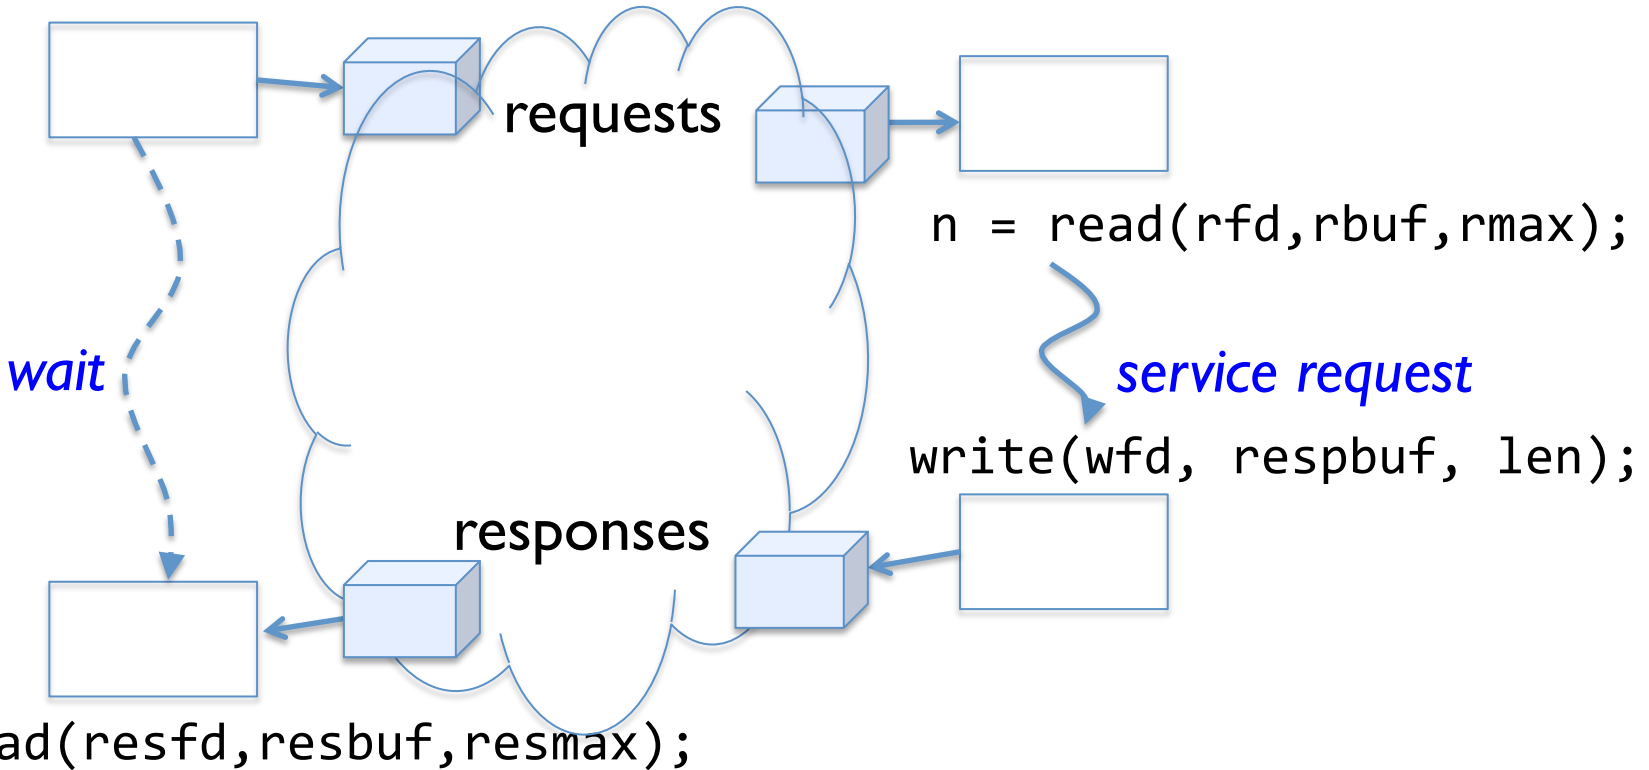 requests
n = read(rfd,rbuf,rmax);
wait
service request
write(wfd, respbuf, len);
responses
ad(resfd,resbuf,resmax);